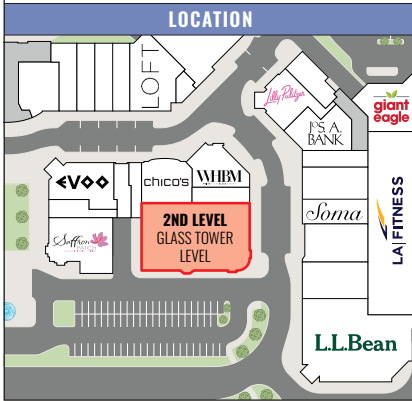 LOCATION
LOFT
Lilly Pulitzer
giant
eagle
JOS. A.
BANK
EVOO
chico's
WHBM
LA|FITNESS
Soma
2ND LEVEL
GLASS TOWER
LEVEL
Saffron
L.L.Bean